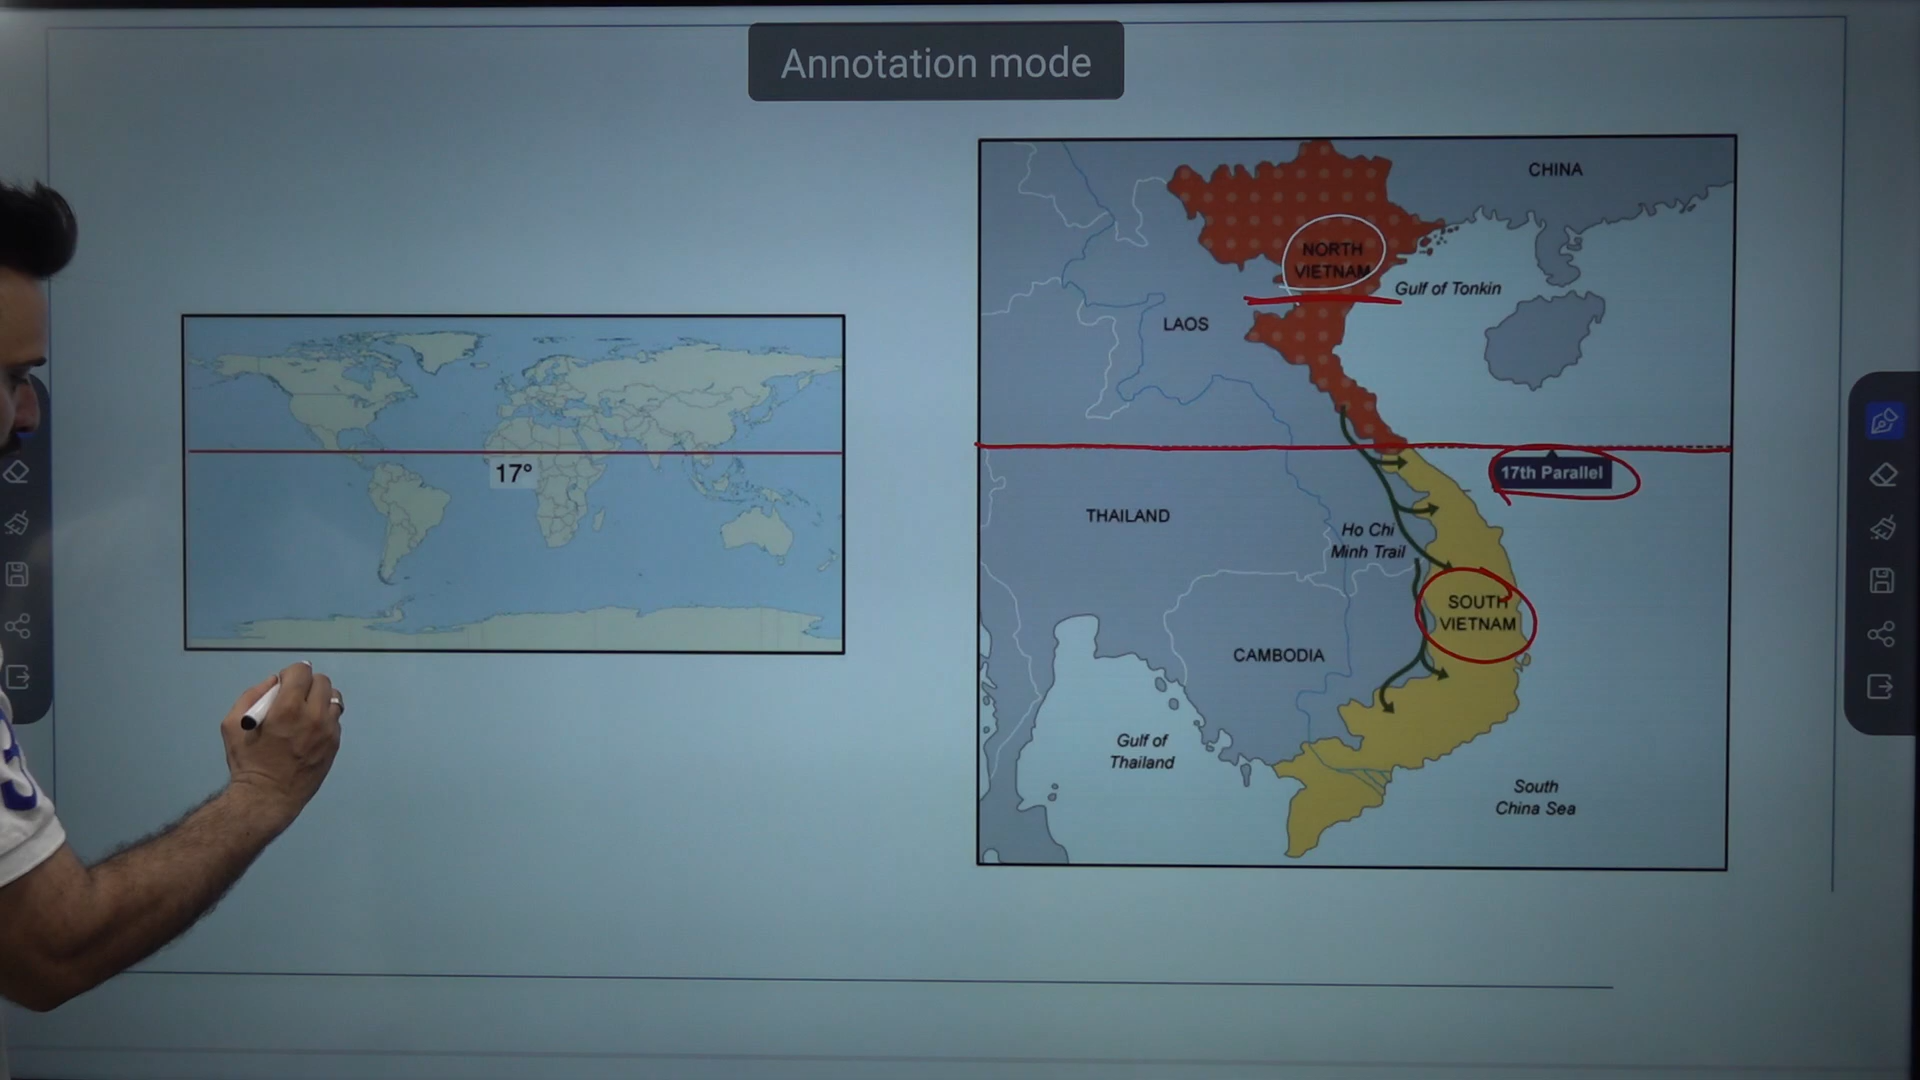 Annotation mode
17°
CHINA
NORTH
VIETNAM
Gulf of Tonkin
LAOS
17th Parallel
THAILAND
Ho Chi
Minh Trail
SOUTH
VIETNAM
CAMBODIA
Gulf of
Thailand
South
China Sea